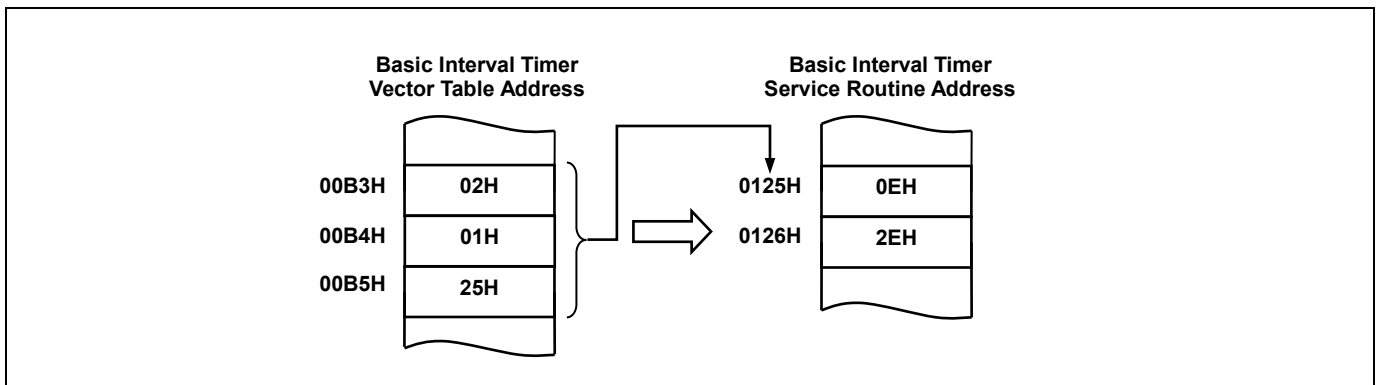 Basic Interval Timer
Vector Table Address
00B3H 02H
00B4H 01H
00B5H 25H
Basic Interval Timer
Service Routine Address
0125H 0EH
0126H 2EH